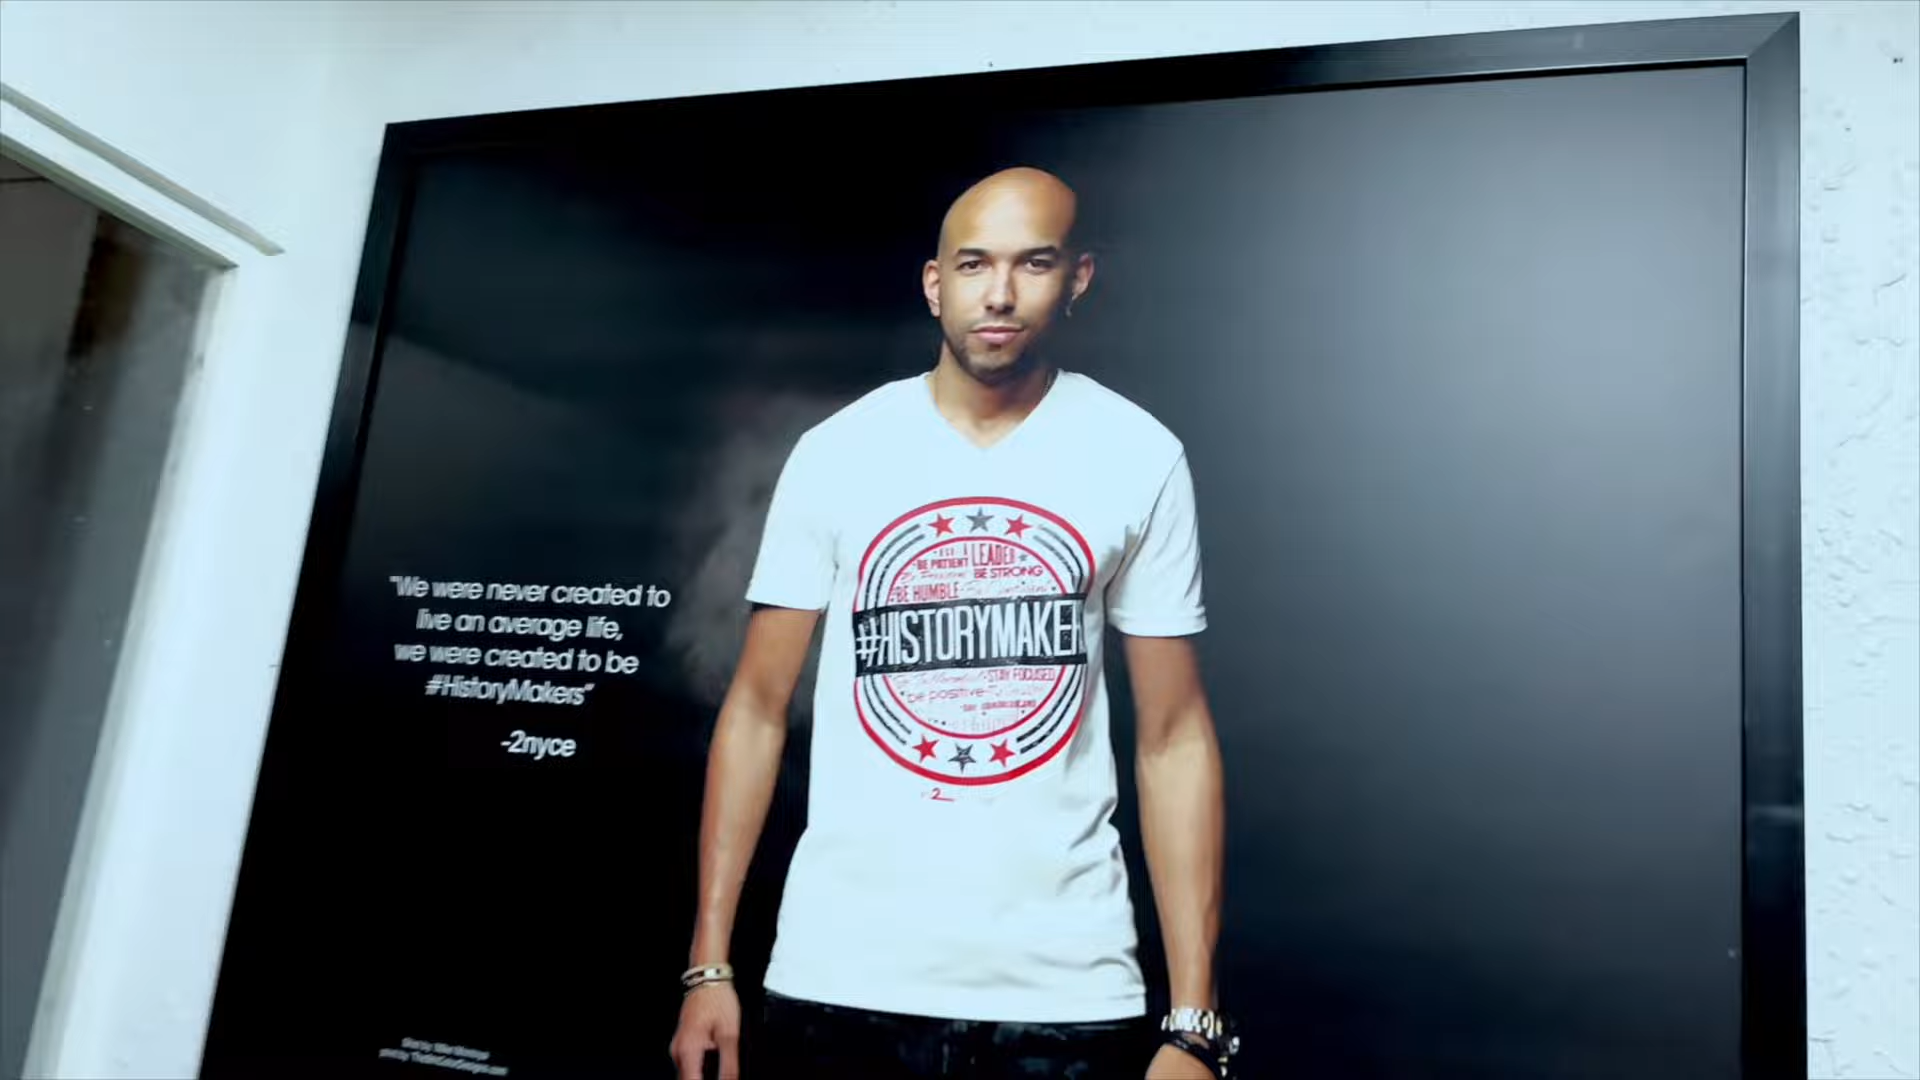 "We were never created to
live an average life,
we were created to be
#HistoryMakers"
-2nyce
LEADER
BE PATIENT
BE STRONG
BE HUMBLE
#HISTORYMAKER
STAY FOCUSED
be positive
2